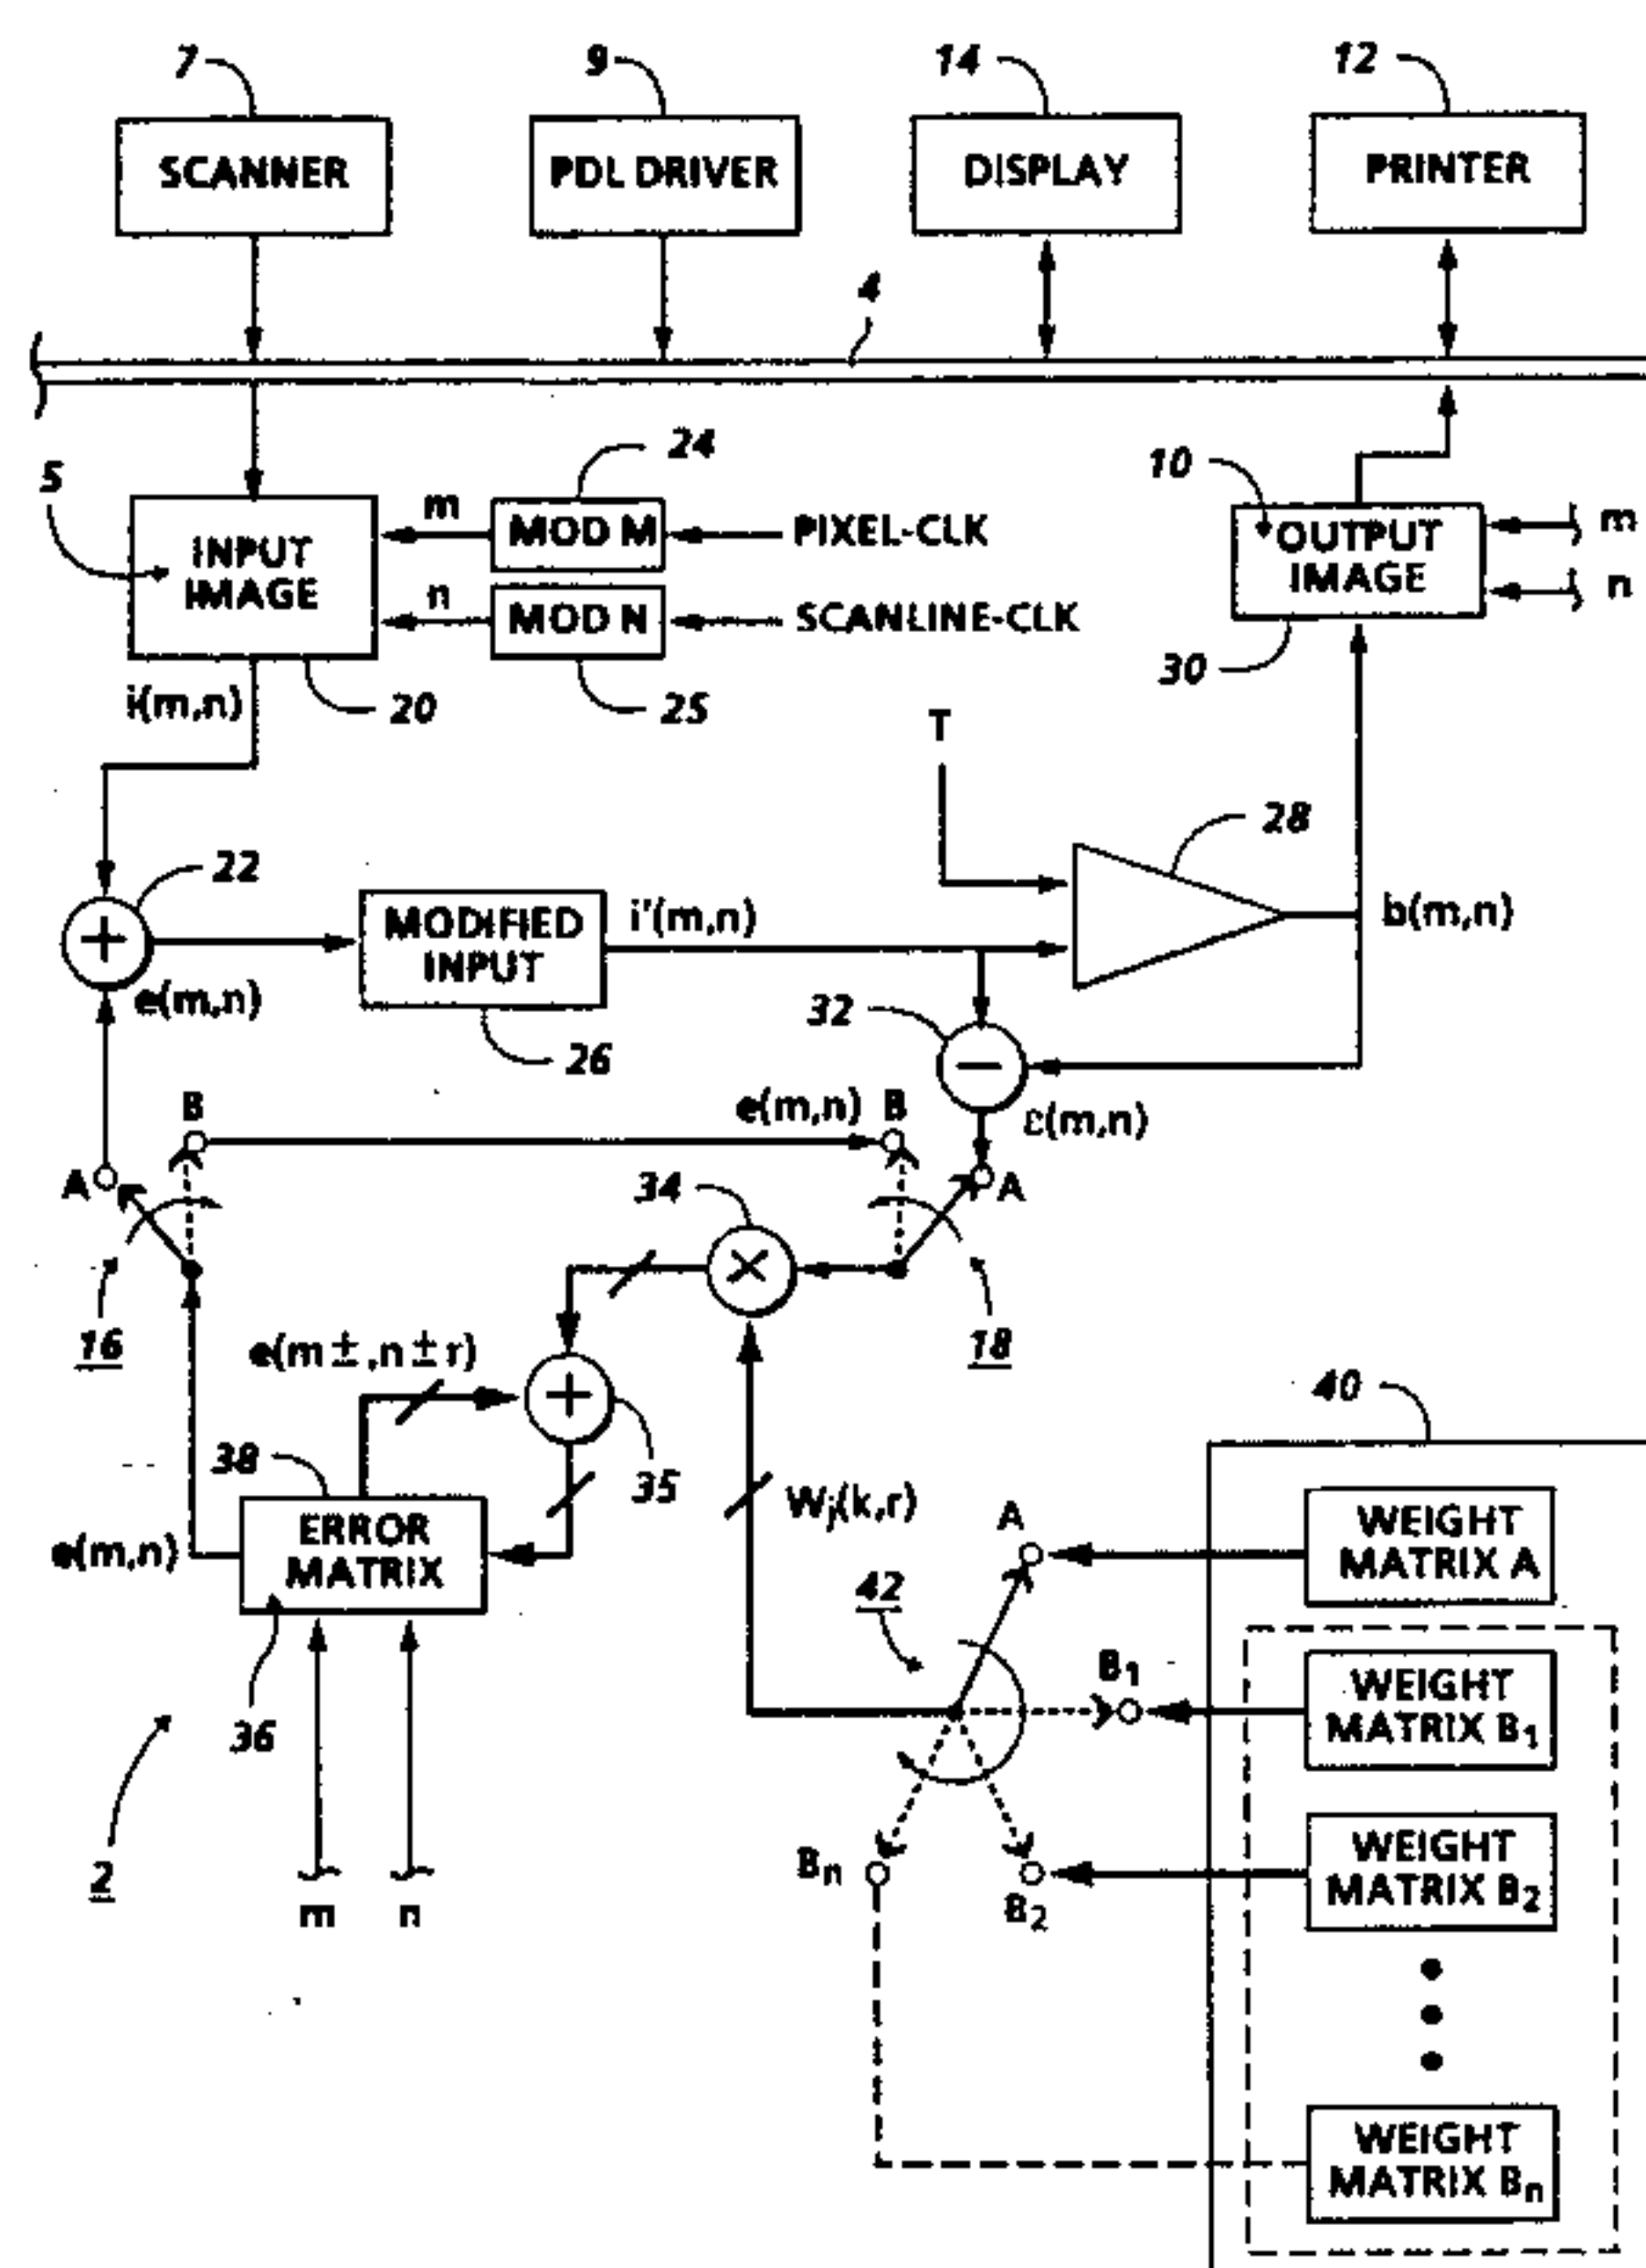 7
9
14
12
SCANNER
PDL DRIVER
DISPLAY
PRINTER
4
5
24
10
m
MOD M
PIXEL-CLK
INPUT
IMAGE
n
MOD N
SCANLINE-CLK
OUTPUT
IMAGE
m
n
i(m,n)
20
25
30
T
28
22
MODIFIED
INPUT
i'(m,n)
b(m,n)
e(m,n)
32
26
B
e(m,n)
B
ε(m,n)
A
34
A
16
e(m±,n±r)
18
40
38
35
Wj(k,r)
A
WEIGHT
MATRIX A
e(m,n)
ERROR
MATRIX
42
36
B1
WEIGHT
MATRIX B1
2
m
n
Bn
B2
WEIGHT
MATRIX B2
WEIGHT
MATRIX Bn